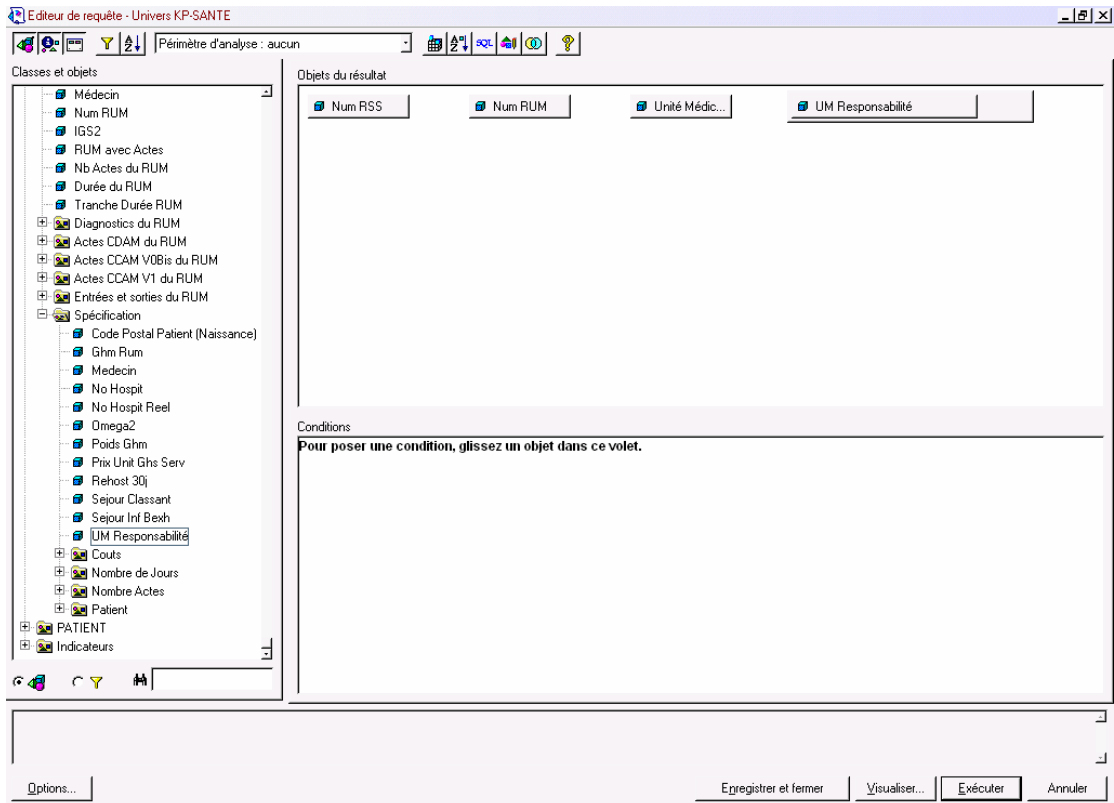 Editeur de requête - Univers KP-SANTE
Périmètre d'analyse : aucun
SQL
Classes et objets
Médecin
Num RUM
IGS2
RUM avec Actes
Nb Actes du RUM
Durée du RUM
Tranche Durée RUM
Diagnostics du RUM
Actes CDAM du RUM
Actes CCAM V0Bis du RUM
Actes CCAM V1 du RUM
Entrées et sorties du RUM
Spécification
Code Postal Patient (Naissance)
Ghm Rum
Medecin
No Hospit
No Hospit Reel
Omega2
Poids Ghm
Prix Unit Ghs Serv
Rehost 30j
Sejour Classant
Sejour Inf Bexh
UM Responsabilité
Couts
Nombre de Jours
Nombre Actes
Patient
PATIENT
Indicateurs
Objets du résultat
Num RSS
Num RUM
Unité Médic...
UM Responsabilité
Conditions
Pour poser une condition, glissez un objet dans ce volet.
Options...
Enregistrer et fermer
Visualiser...
Exécuter
Annuler